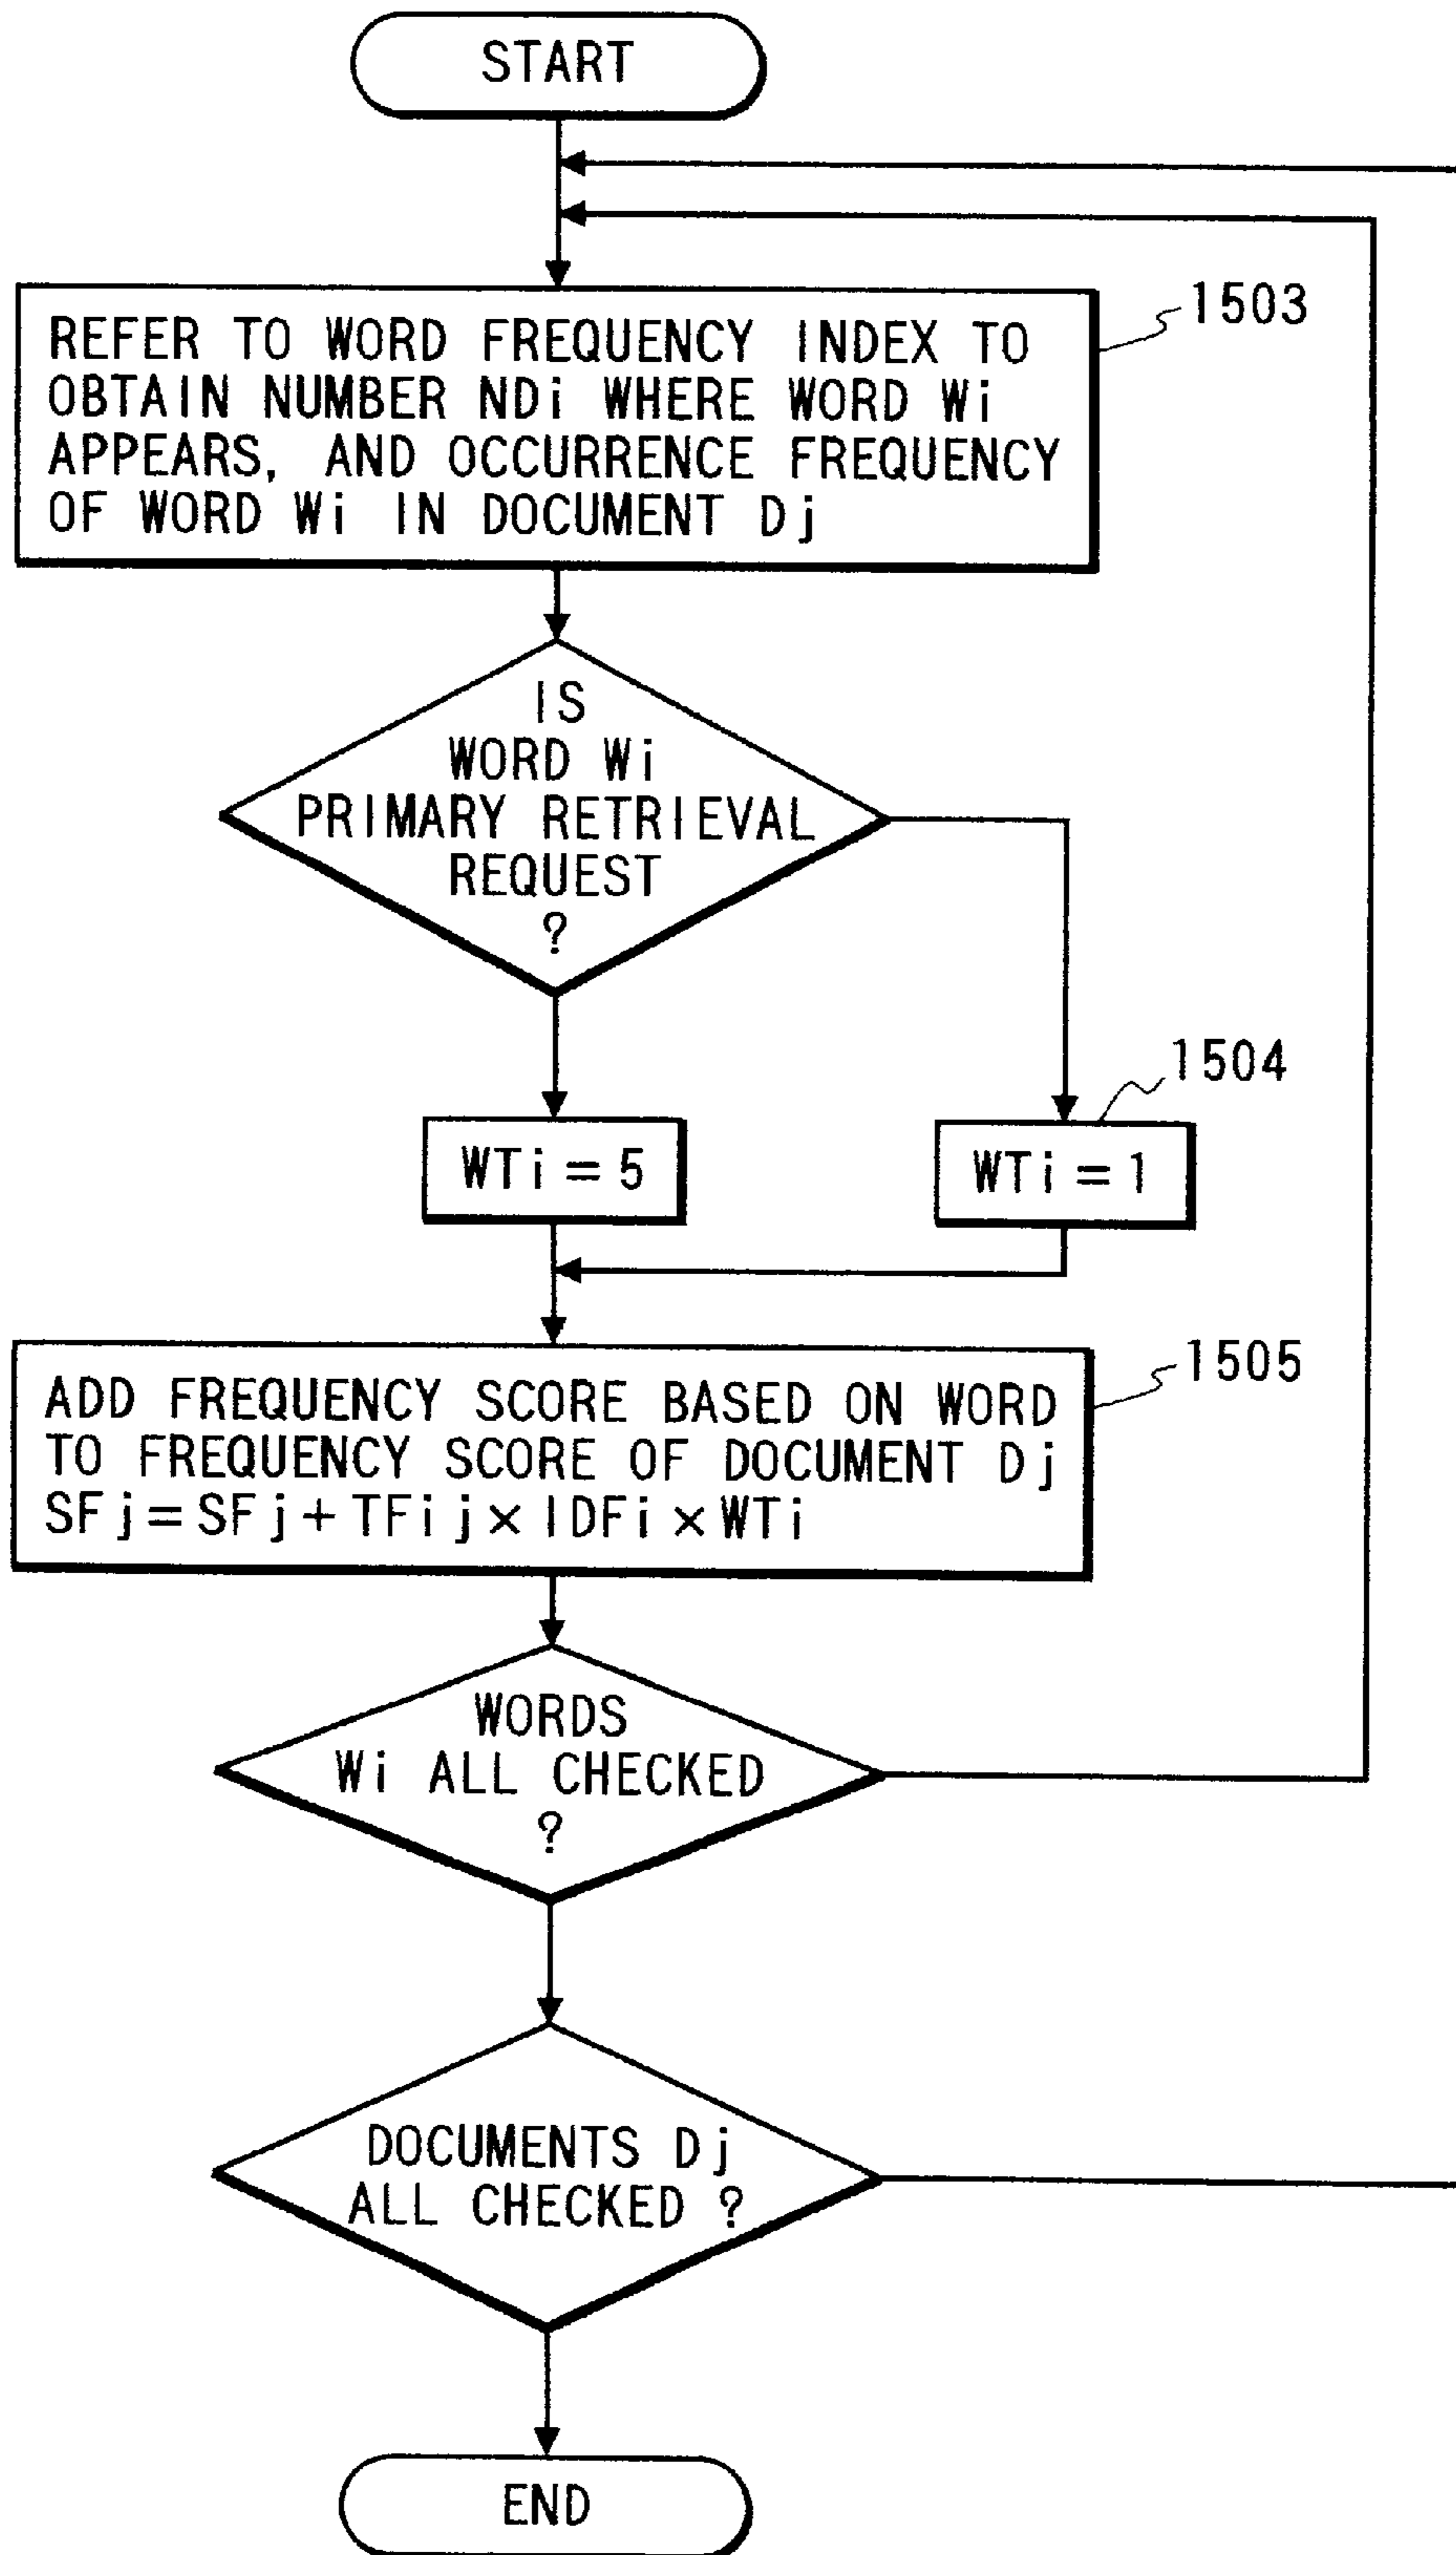 START
1503
REFER TO WORD FREQUENCY INDEX TO
OBTAIN NUMBER NDi WHERE WORD Wi
APPEARS, AND OCCURRENCE FREQUENCY
OF WORD Wi IN DOCUMENT Dj
IS
WORD Wi
PRIMARY RETRIEVAL
REQUEST
?
1504
WTi = 5
WTi = 1
1505
ADD FREQUENCY SCORE BASED ON WORD
TO FREQUENCY SCORE OF DOCUMENT Dj
SFj = SFj + TFij × IDFi × WTi
WORDS
Wi ALL CHECKED
?
DOCUMENTS Dj
ALL CHECKED ?
END